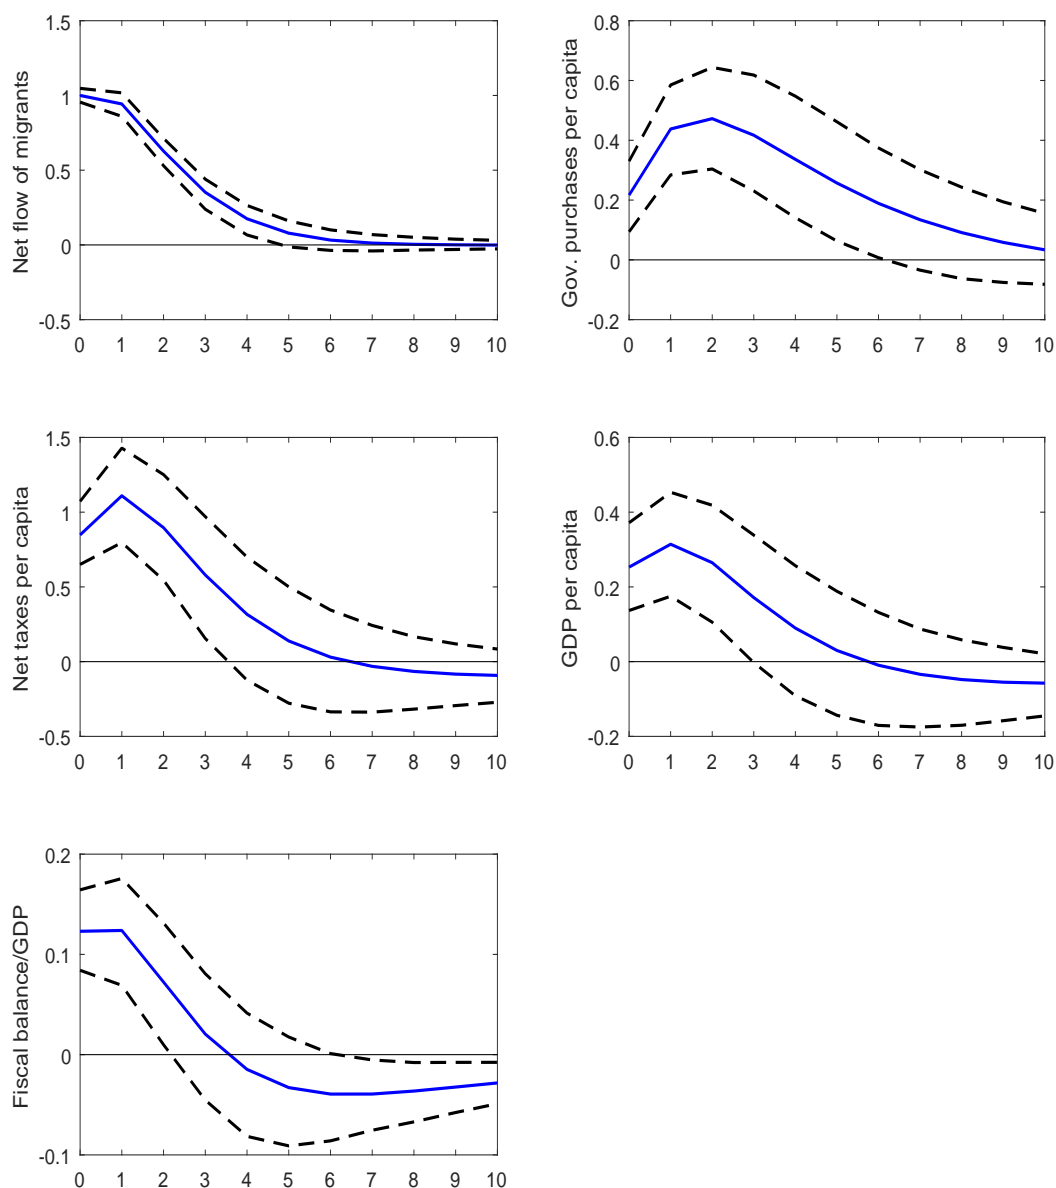 Net flow of migrants
1.5
1
0.5
0
-0.5
0 1 2 3 4 5 6 7 8 9 10
Gov. purchases per capita
0.8
0.6
0.4
0.2
0
-0.2
0 1 2 3 4 5 6 7 8 9 10
Net taxes per capita
1.5
1
0.5
0
-0.5
0 1 2 3 4 5 6 7 8 9 10
GDP per capita
0.6
0.4
0.2
0
-0.2
0 1 2 3 4 5 6 7 8 9 10
Fiscal balance/GDP
0.2
0.1
0
-0.1
0 1 2 3 4 5 6 7 8 9 10